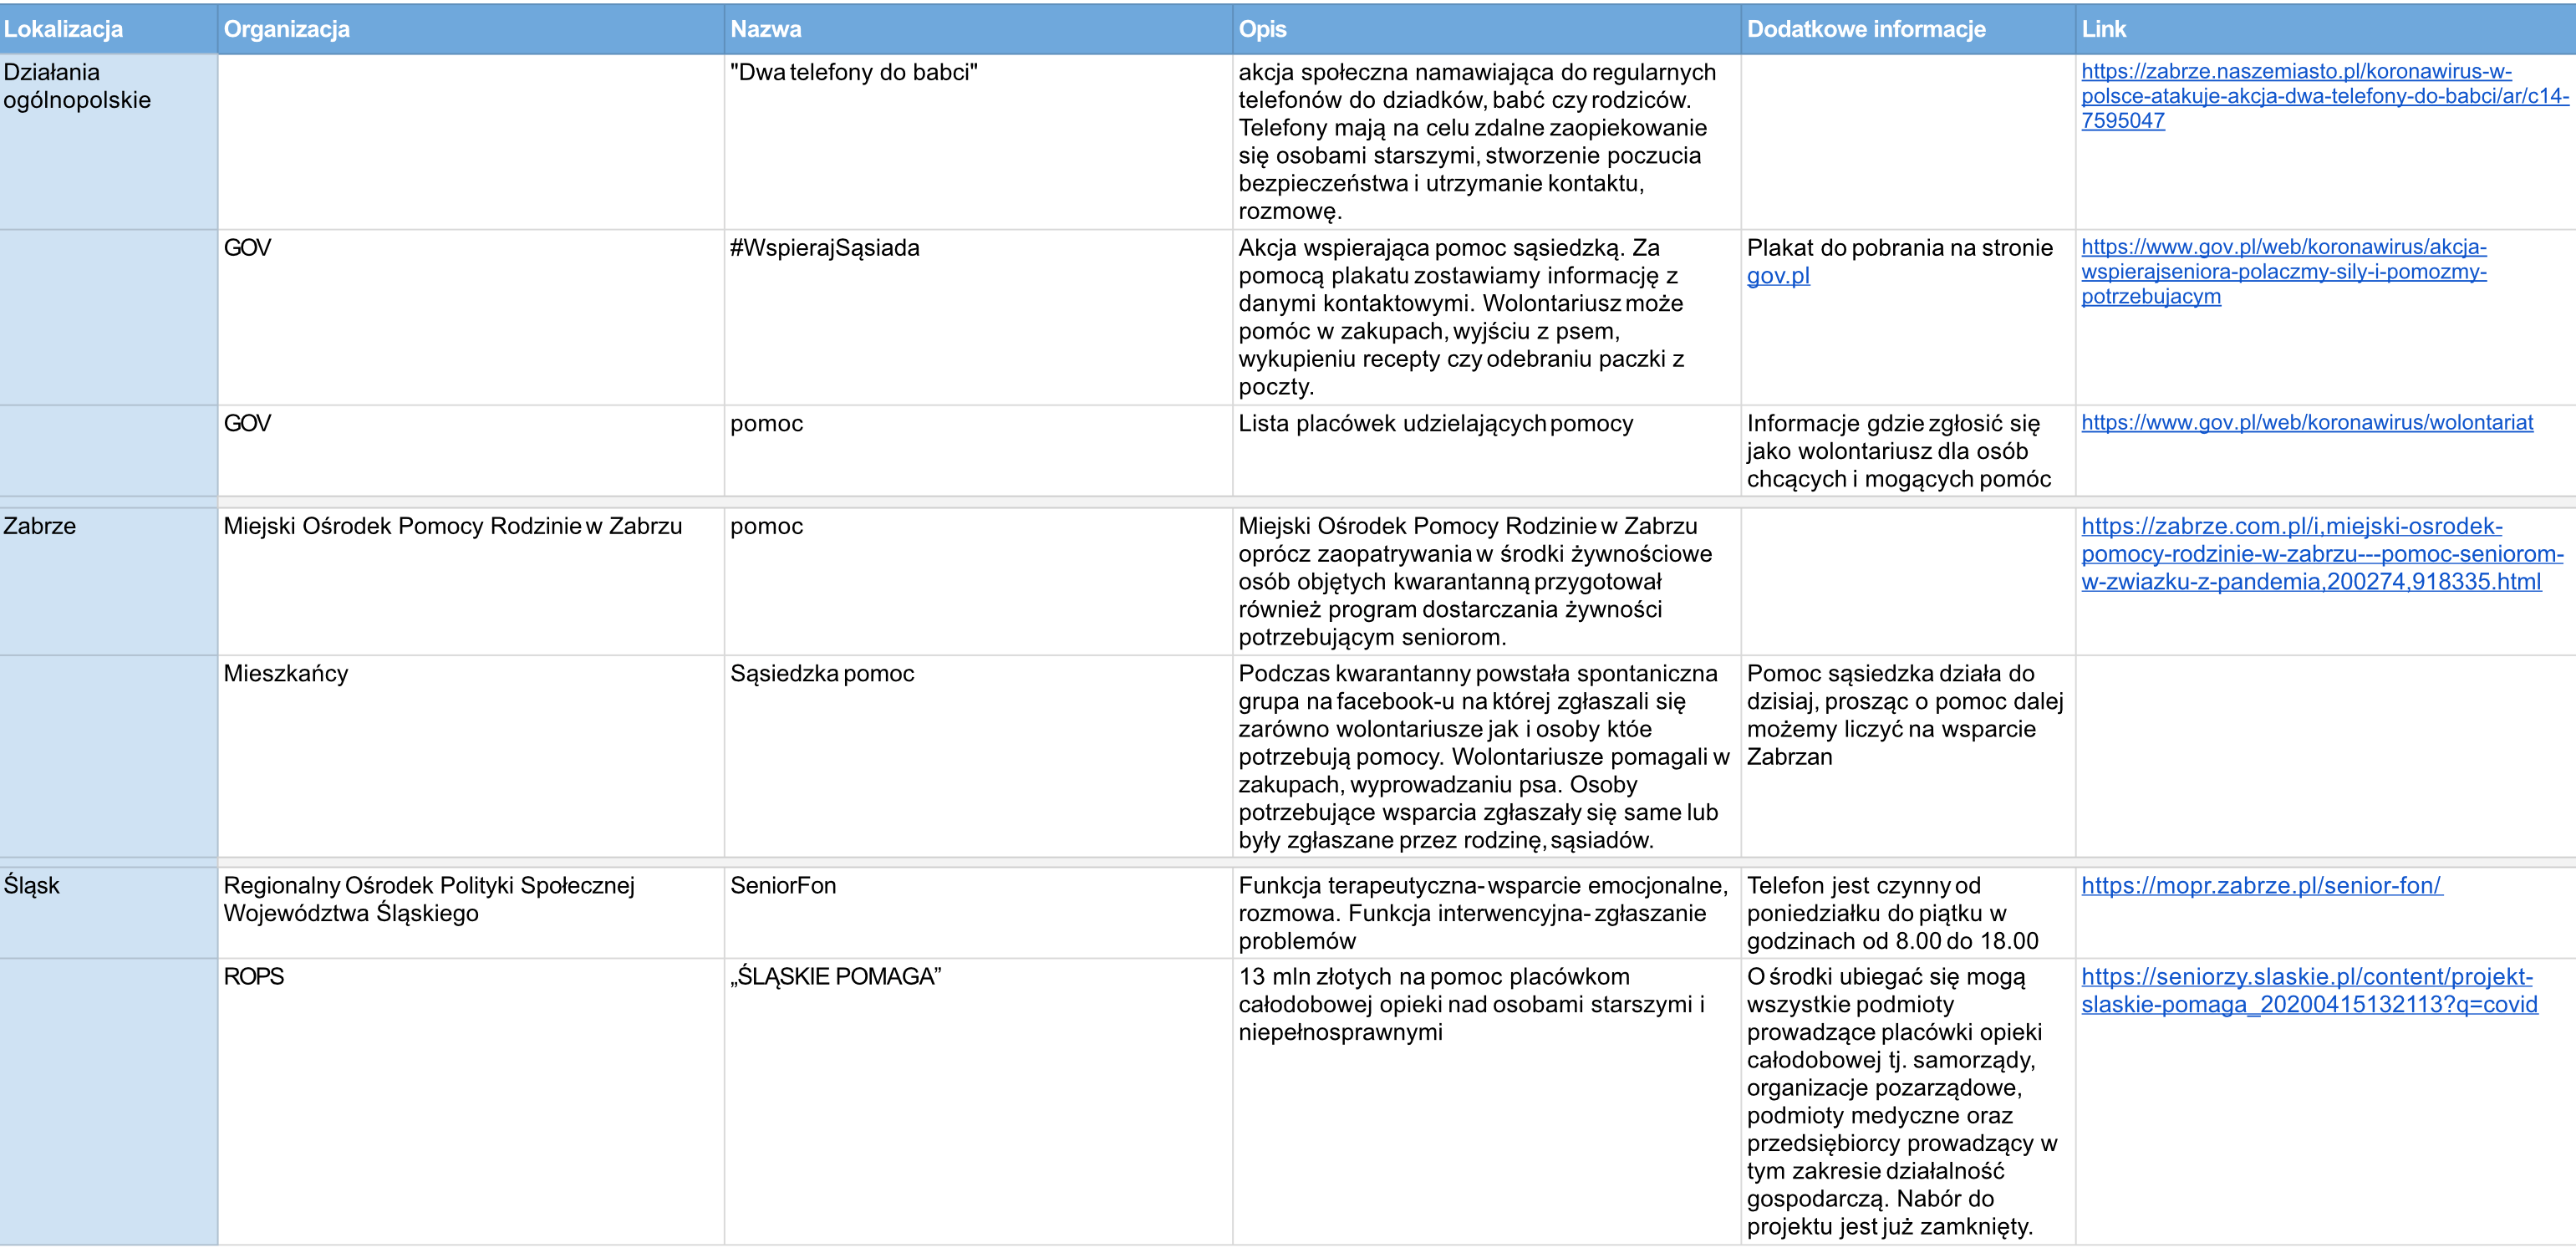 Lokalizacja
Organizacja
Nazwa
Opis
Dodatkowe informacje
Link
Działania
ogólnopolskie
"Dwa telefony do babci"
akcja społeczna namawiająca do regularnych
telefonów do dziadków, babć czy rodziców.
Telefony mają na celu zdalne zaopiekowanie
się osobami starszymi, stworzenie poczucia
bezpieczeństwa i utrzymanie kontaktu,
rozmowę.
https://zabrze.naszemiasto.pl/koronawirus-w-
polsce-atakuje-akcja-dwa-telefony-do-babci/ar/c14-
7595047
GOV
#WspierajSąsiada
Akcja wspierająca pomoc sąsiedzką. Za
pomocą plakatu zostawiamy informację z
danymi kontaktowymi. Wolontariusz może
pomóc w zakupach, wyjściu z psem,
wykupieniu recepty czy odebraniu paczki z
poczty.
Plakat do pobrania na stronie
gov.pl
https://www.gov.pl/web/koronawirus/akcja-
wspierajseniora-polaczmy-sily-i-pomozmy-
potrzebujacym
GOV
pomoc
Lista placówek udzielających pomocy
Informacje gdzie zgłosić się
jako wolontariusz dla osób
chcących i mogących pomóc
https://www.gov.pl/web/koronawirus/wolontariat
Zabrze
Miejski Ośrodek Pomocy Rodzinie w Zabrzu
pomoc
Miejski Ośrodek Pomocy Rodzinie w Zabrzu
oprócz zaopatrywania w środki żywnościowe
osób objętych kwarantanną przygotował
również program dostarczania żywności
potrzebującym seniorom.
https://zabrze.com.pl/i,miejski-osrodek-
pomocy-rodzinie-w-zabrzu---pomoc-seniorom-
w-zwiazku-z-pandemia,200274,918335.html
Mieszkańcy
Sąsiedzka pomoc
Podczas kwarantanny powstała spontaniczna
grupa na facebook-u na której zgłaszali się
zarówno wolontariusze jak i osoby któe
potrzebują pomocy. Wolontariusze pomagali w
zakupach, wyprowadzaniu psa. Osoby
potrzebujące wsparcia zgłaszały się same lub
były zgłaszane przez rodzinę, sąsiadów.
Pomoc sąsiedzka działa do
dzisiaj, prosząc o pomoc dalej
możemy liczyć na wsparcie
Zabrzan
Śląsk
Regionalny Ośrodek Polityki Społecznej
Województwa Śląskiego
SeniorFon
Funkcja terapeutyczna- wsparcie emocjonalne,
rozmowa. Funkcja interwencyjna- zgłaszanie
problemów
Telefon jest czynny od
poniedziałku do piątku w
godzinach od 8.00 do 18.00
https://mopr.zabrze.pl/senior-fon/
ROPS
„ŚLĄSKIE POMAGA”
13 mln złotych na pomoc placówkom
całodobowej opieki nad osobami starszymi i
niepełnosprawnymi
O środki ubiegać się mogą
wszystkie podmioty
prowadzące placówki opieki
całodobowej tj. samorządy,
organizacje pozarządowe,
podmioty medyczne oraz
przedsiębiorcy prowadzący w
tym zakresie działalność
gospodarczą. Nabór do
projektu jest już zamknięty.
https://seniorzy.slaskie.pl/content/projekt-
slaskie-pomaga_20200415132113?q=covid